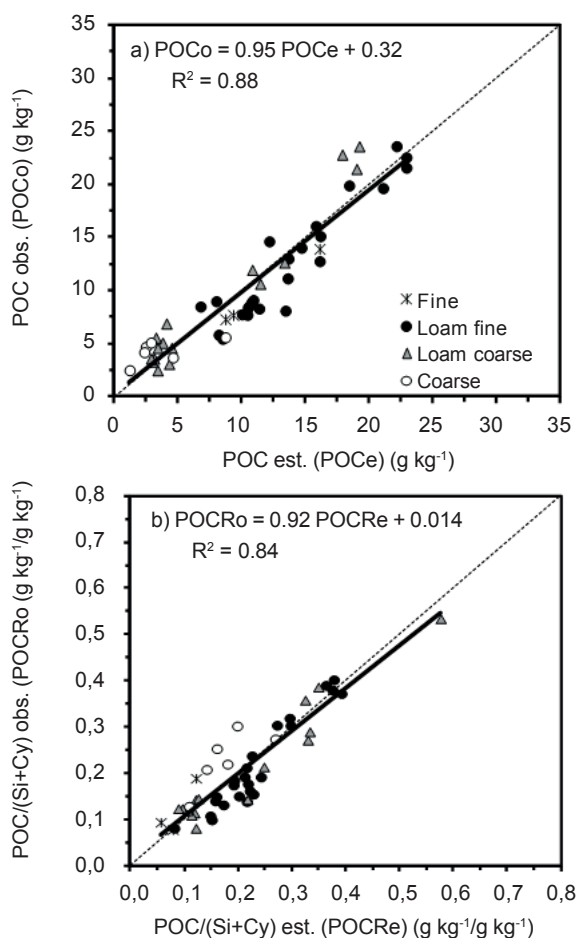 a) POCo = 0.95 POCe + 0.32
R² = 0.88
POC obs. (POCo) (g kg⁻¹)
35
30
25
20
15
10
5
0
Fine
Loam fine
Loam coarse
Coarse
0 5 10 15 20 25 30 35
POC est. (POCe) (g kg⁻¹)
b) POCRo = 0.92 POCRe + 0.014
R² = 0.84
POC/(Si+Cy) obs. (POCRo (g kg⁻¹/g kg⁻¹)
0,8
0,7
0,6
0,5
0,4
0,3
0,2
0,1
0,0
0,0 0,1 0,2 0,3 0,4 0,5 0,6 0,7 0,8
POC/(Si+Cy) est. (POCRe) (g kg⁻¹/g kg⁻¹)